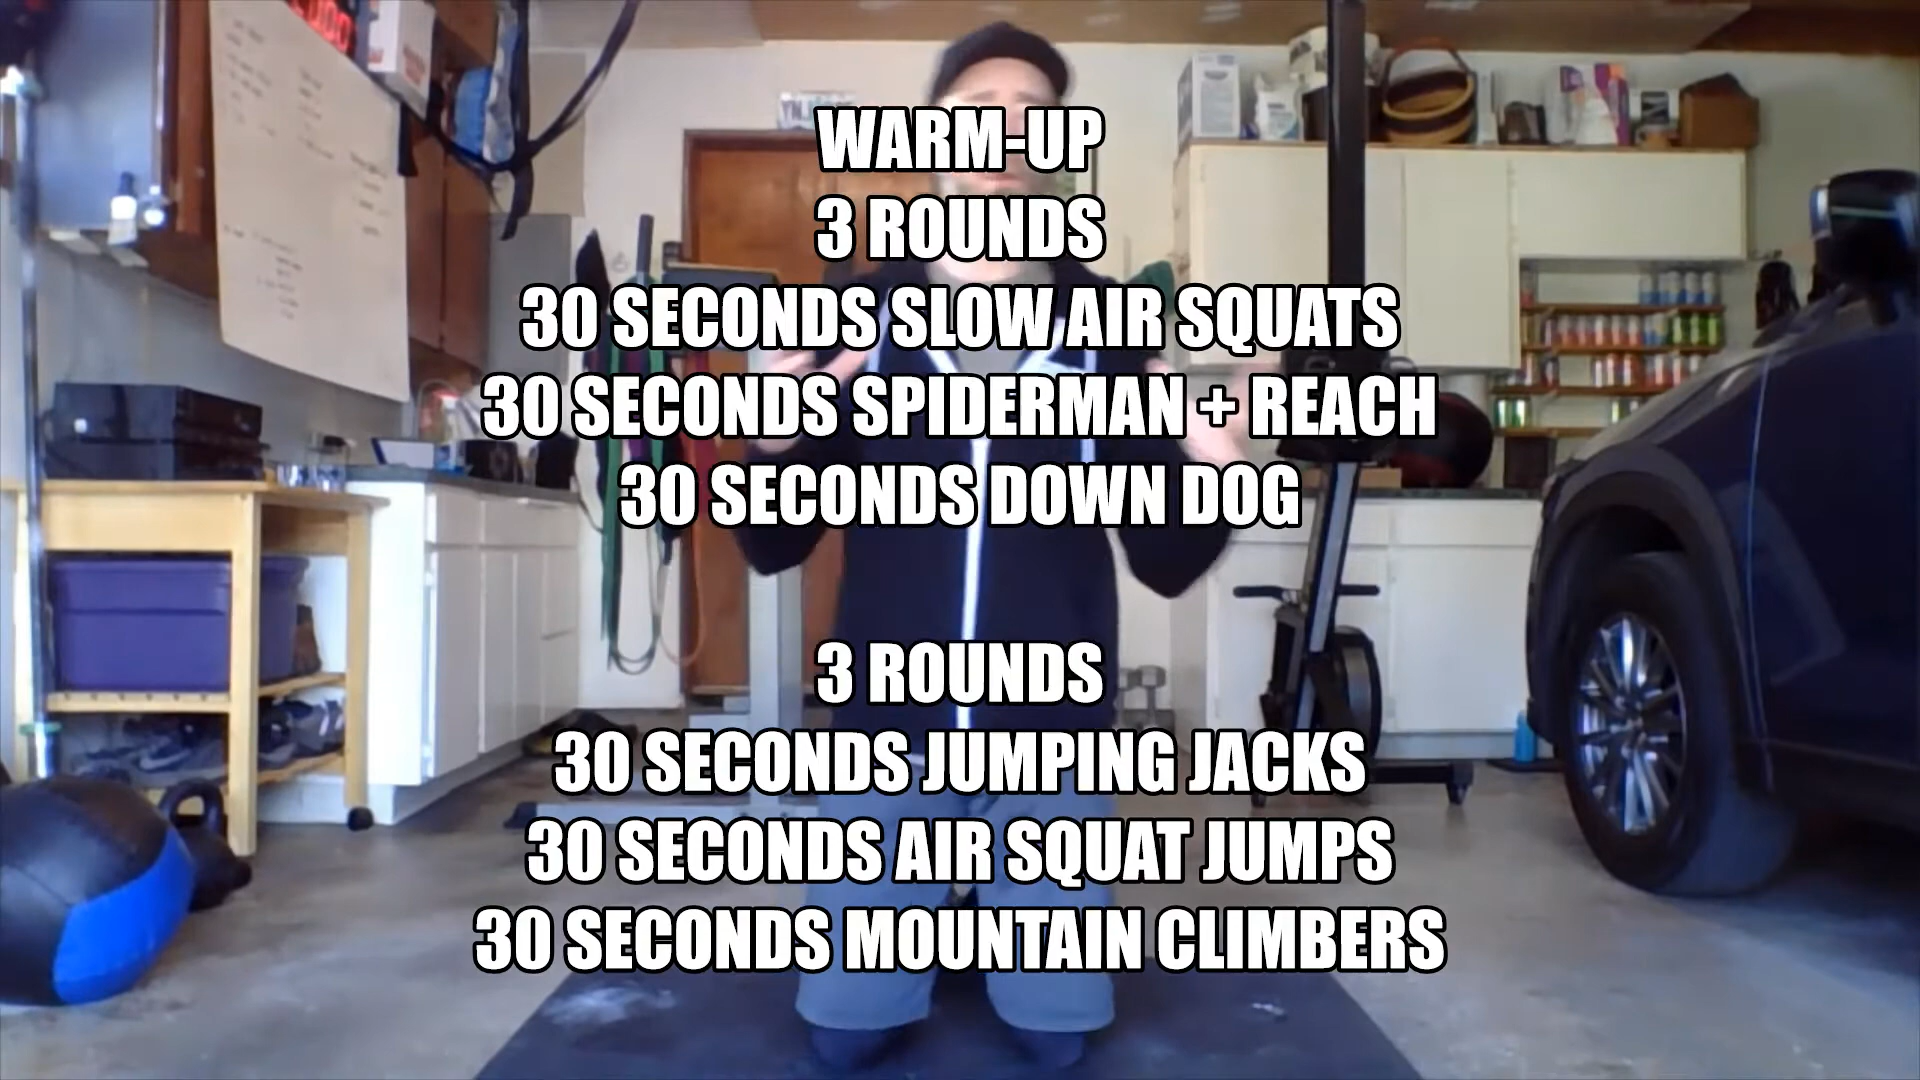 WARM-UP
3 ROUNDS
30 SECONDS SLOW AIR SQUATS
30 SECONDS SPIDERMAN + REACH
30 SECONDS DOWN DOG
3 ROUNDS
30 SECONDS JUMPING JACKS
30 SECONDS AIR SQUAT JUMPS
30 SECONDS MOUNTAIN CLIMBERS